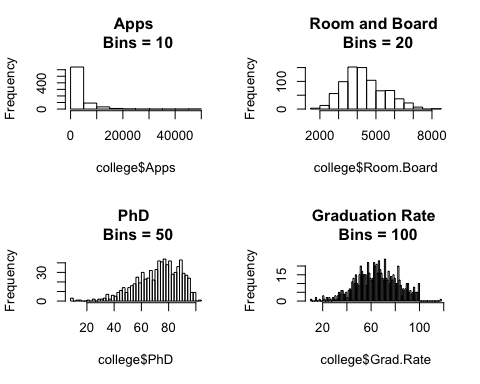 Apps
Bins = 10
Frequency
0 400
0 20000 40000
college$Apps
Room and Board
Bins = 20
Frequency
0 100
2000 5000 8000
college$Room.Board
PhD
Bins = 50
Frequency
0 30
20 40 60 80
college$PhD
Graduation Rate
Bins = 100
Frequency
0 15
20 60 100
college$Grad.Rate